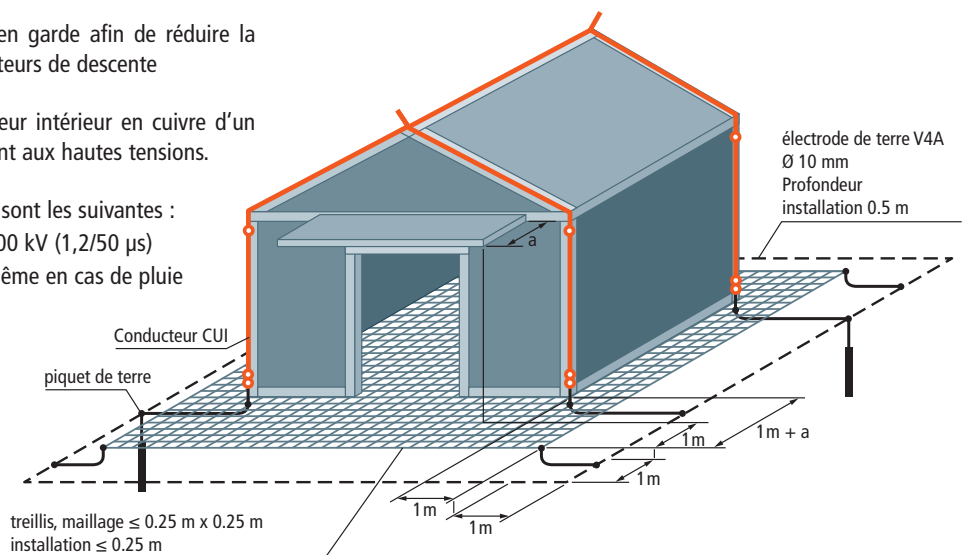 en garde afin de réduire la
teurs de descente
eur intérieur en cuivre d'un
nt aux hautes tensions.
sont les suivantes :
00 kV (1,2/50 µs)
ême en cas de pluie
électrode de terre V4A
Ø 10 mm
Profondeur
installation 0.5 m
a
Conducteur CUI
piquet de terre
1m
1m + a
1m
1m
1m
treillis, maillage ≤ 0.25 m x 0.25 m
installation ≤ 0.25 m